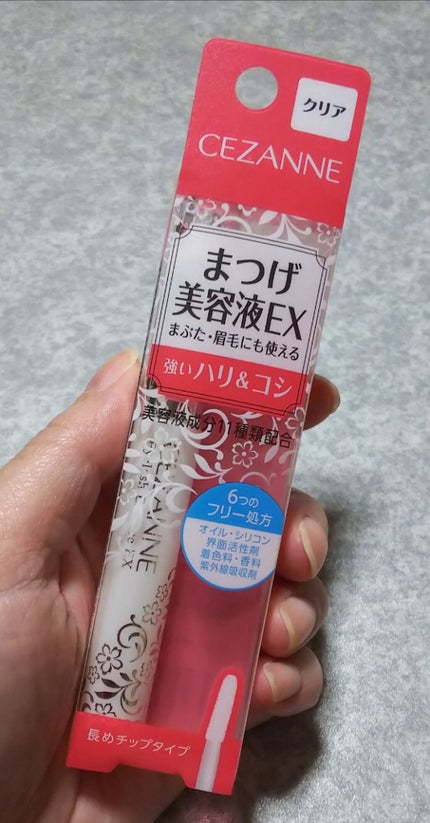 クリア
CEZANNE
まつげ
美容液EX
まぶた・眉毛にも使える
強いハリ&コシ
美容液成分11種類配合
6つの
フリー処方
オイル・シリコン
界面活性剤
着色料・香料
紫外線吸収剤
CEZANNE
EX
長めチップタイプ